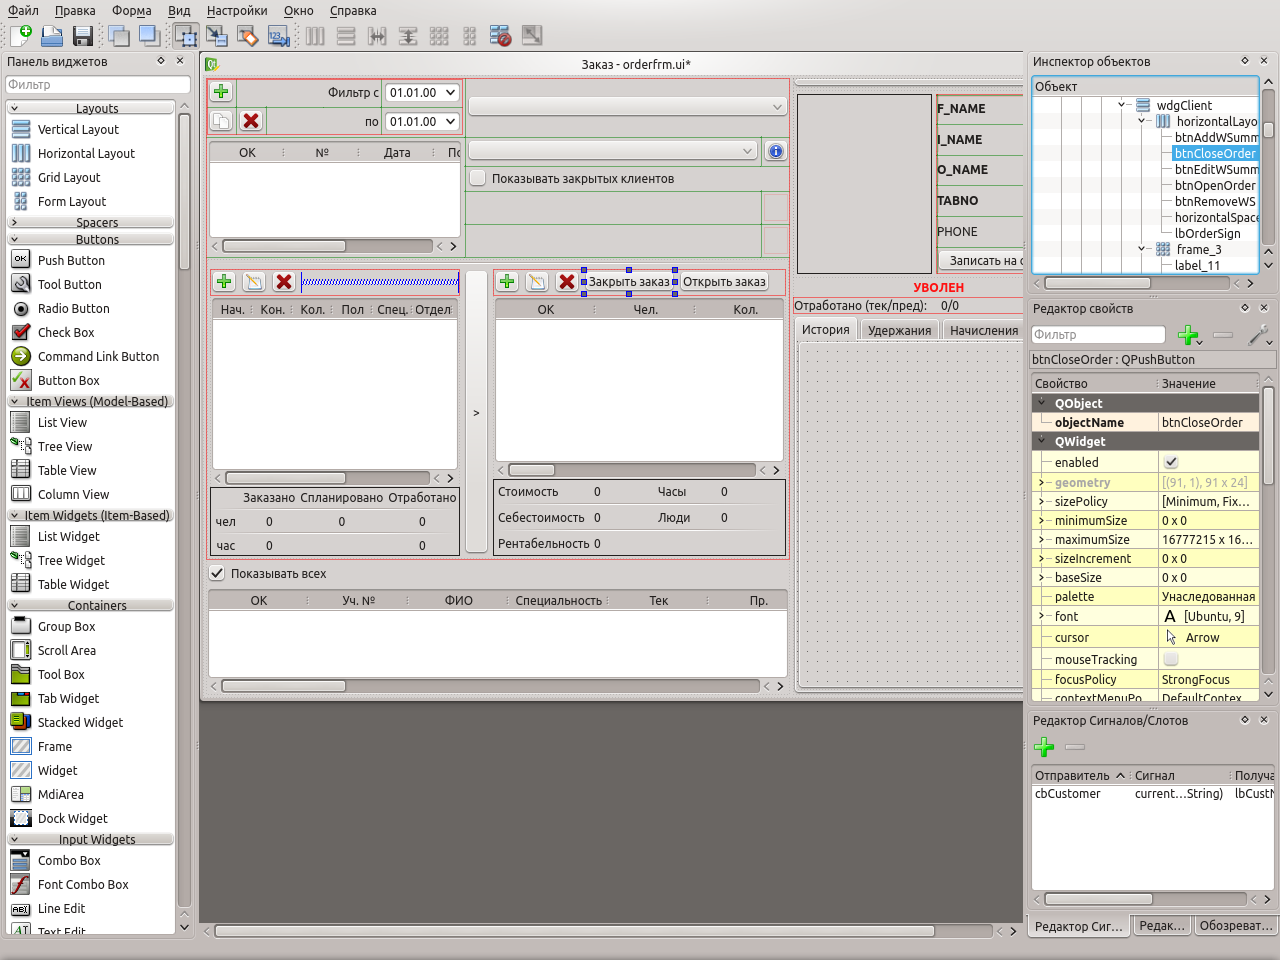 Файл Правка Форма Вид Настройки Окно Справка
Панель виджетов
Фильтр
Layouts
Vertical Layout
Horizontal Layout
Grid Layout
Form Layout
Spacers
Buttons
Push Button
Tool Button
Radio Button
Check Box
Command Link Button
Button Box
Item Views (Model-Based)
List View
Tree View
Table View
Column View
Item Widgets (Item-Based)
List Widget
Tree Widget
Table Widget
Containers
Group Box
Scroll Area
Tool Box
Tab Widget
Stacked Widget
Frame
Widget
MdiArea
Dock Widget
Input Widgets
Combo Box
Font Combo Box
Line Edit
Text Edit
Заказ - orderfrm.ui*
Фильтр с 01.01.00
по 01.01.00
ОК № Дата По
Показывать закрытых клиентов
Закрыть заказ Открыть заказ
Нач. Кон. Кол. Пол Спец. Отдел
ОК Чел. Кол.
>
Заказано Спланировано Отработано
чел 0 0 0
час 0 0
Стоимость 0 Часы 0
Себестоимость 0 Люди 0
Рентабельность 0
Показывать всех
ОК Уч. № ФИО Специальность Тек Пр.
F_NAME
I_NAME
O_NAME
TABNO
PHONE
Записать на с
УВОЛЕН
Отработано (тек/пред): 0/0
История Удержания Начисления
Инспектор объектов
Объект
wdgClient
horizontalLayo
btnAddWSumm
btnCloseOrder
btnEditWSumm
btnOpenOrder
btnRemoveWS
horizontalSpace
lbOrderSign
frame_3
label_11
Редактор свойств
Фильтр
btnCloseOrder : QPushButton
Свойство Значение
QObject
objectName btnCloseOrder
QWidget
enabled
geometry [(91, 1), 91 x 24]
sizePolicy [Minimum, Fix...
minimumSize 0 x 0
maximumSize 16777215 x 16...
sizeIncrement 0 x 0
baseSize 0 x 0
palette Унаследованная
font A [Ubuntu, 9]
cursor Arrow
mouseTracking
focusPolicy StrongFocus
contextMenuPo... DefaultContex...
Редактор Сигналов/Слотов
Отправитель Сигнал Получа
cbCustomer current...String) lbCustN
Редактор Сиг... Редак... Обозреват...